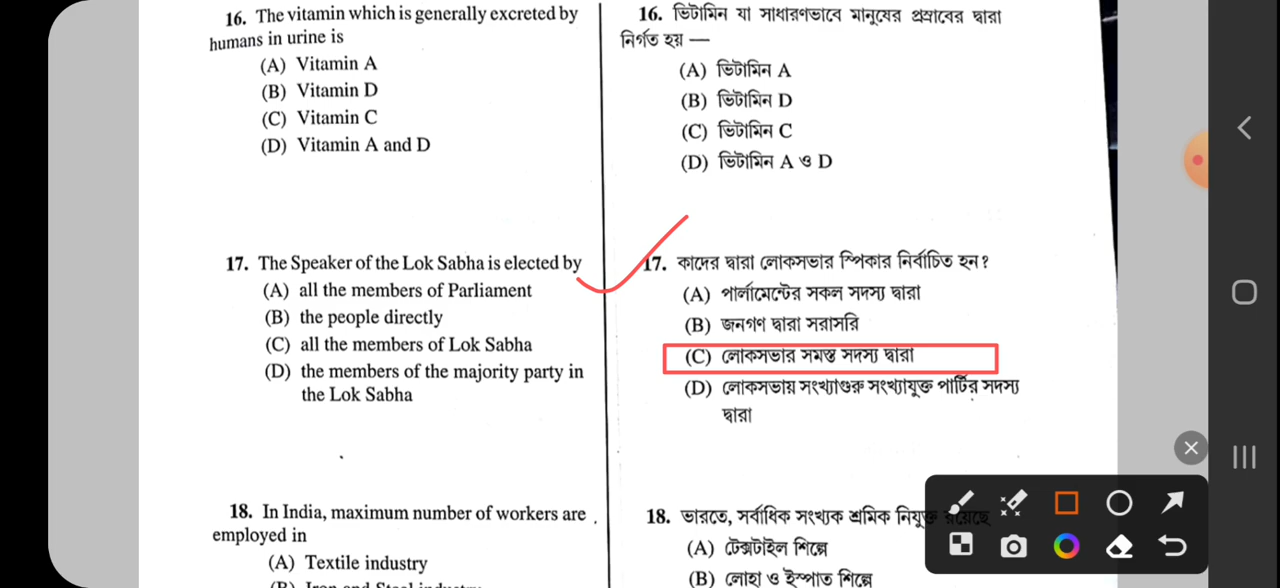 16. The vitamin which is generally excreted by
humans in urine is
(A) Vitamin A
(B) Vitamin D
(C) Vitamin C
(D) Vitamin A and D
17. The Speaker of the Lok Sabha is elected by
(A) all the members of Parliament
(B) the people directly
(C) all the members of Lok Sabha
(D) the members of the majority party in
the Lok Sabha
18. In India, maximum number of workers are
employed in
(A) Textile industry
(B) Iron and Steel industry
16. ভিটামিন যা সাধারণভাবে মানুষের প্রস্রাবের দ্বারা
নির্গত হয় —
(A) ভিটামিন A
(B) ভিটামিন D
(C) ভিটামিন C
(D) ভিটামিন A ও D
17. কাদের দ্বারা লোকসভার স্পিকার নির্বাচিত হন?
(A) পার্লামেন্টের সকল সদস্য দ্বারা
(B) জনগণ দ্বারা সরাসরি
(C) লোকসভার সমস্ত সদস্য দ্বারা
(D) লোকসভায় সংখ্যাগুরু সংখ্যাযুক্ত পার্টির সদস্য
দ্বারা
18. ভারতে, সর্বাধিক সংখ্যক শ্রমিক নিযুক্ত রয়েছে
(A) টেক্সটাইল শিল্পে
(B) লোহা ও ইস্পাত শিল্পে